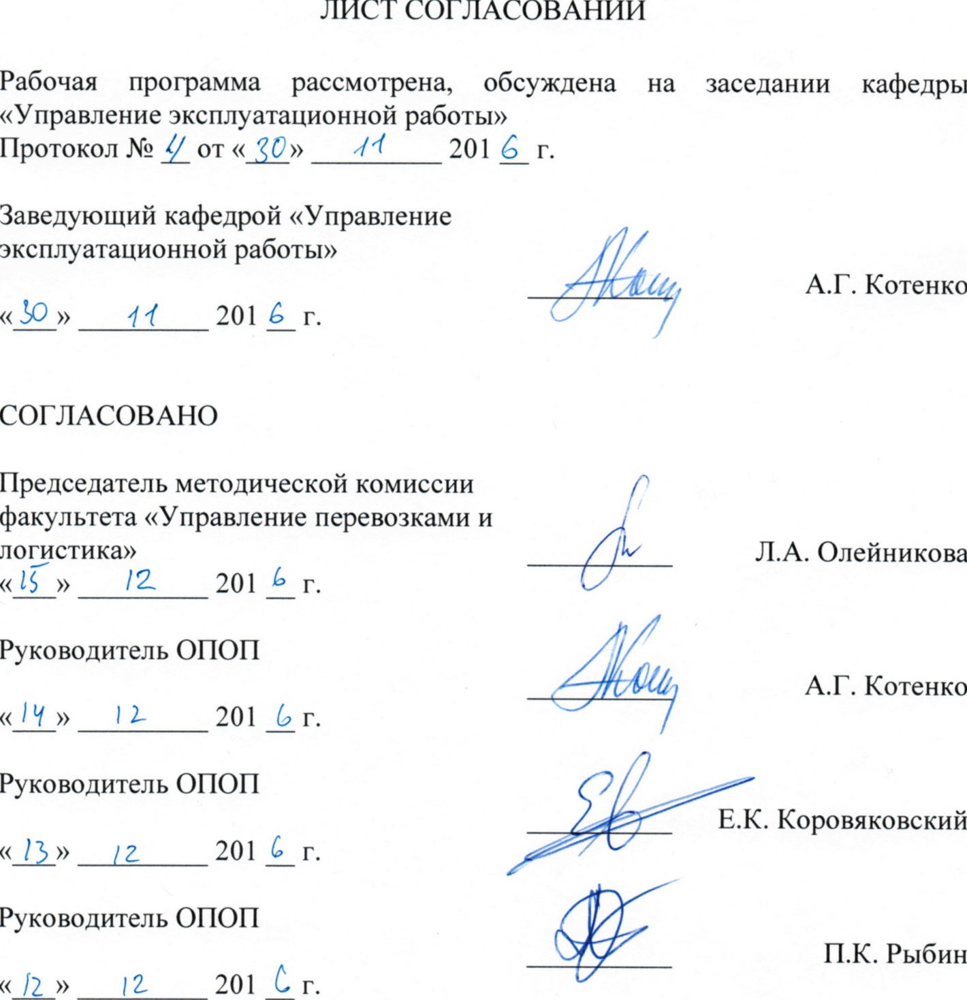 ЛИСТ СОГЛАСОВАНИЙ
Рабочая программа рассмотрена, обсуждена на заседании кафедры
«Управление эксплуатационной работы»
Протокол № 4 от «30» 11 2016 г.
Заведующий кафедрой «Управление
эксплуатационной работы»
А.Г. Котенко
«30» 11 2016 г.
СОГЛАСОВАНО
Председатель методической комиссии
факультета «Управление перевозками и
логистика»
Л.А. Олейникова
«15» 12 2016 г.
Руководитель ОПОП
А.Г. Котенко
«14» 12 2016 г.
Руководитель ОПОП
Е.К. Коровяковский
«13» 12 2016 г.
Руководитель ОПОП
П.К. Рыбин
«12» 12 2016 г.